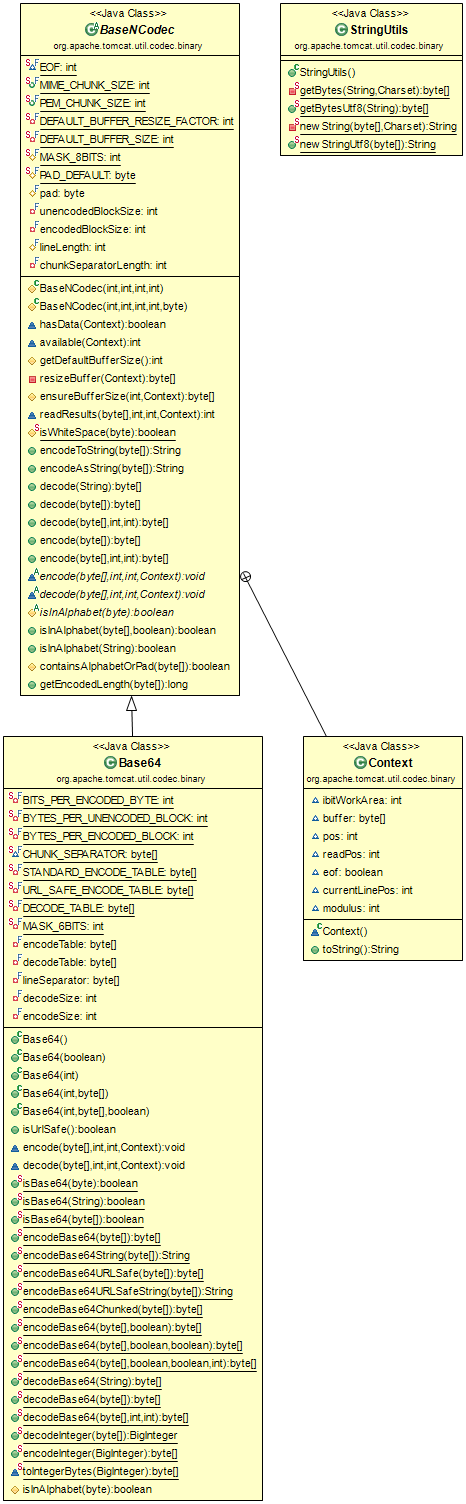 <<Java Class>>
BaseNCodec
org.apache.tomcat.util.codec.binary
EOF: int
MIME_CHUNK_SIZE: int
PEM_CHUNK_SIZE: int
DEFAULT_BUFFER_RESIZE_FACTOR: int
DEFAULT_BUFFER_SIZE: int
MASK_8BITS: int
PAD_DEFAULT: byte
pad: byte
unencodedBlockSize: int
encodedBlockSize: int
lineLength: int
chunkSeparatorLength: int
BaseNCodec(int,int,int,int)
BaseNCodec(int,int,int,int,byte)
hasData(Context):boolean
available(Context):int
getDefaultBufferSize():int
resizeBuffer(Context):byte[]
ensureBufferSize(int,Context):byte[]
readResults(byte[],int,int,Context):int
isWhiteSpace(byte):boolean
encodeToString(byte[]):String
encodeAsString(byte[]):String
decode(String):byte[]
decode(byte[]):byte[]
decode(byte[],int,int):byte[]
encode(byte[]):byte[]
encode(byte[],int,int):byte[]
encode(byte[],int,int,Context):void
decode(byte[],int,int,Context):void
isInAlphabet(byte):boolean
isInAlphabet(byte[],boolean):boolean
isInAlphabet(String):boolean
containsAlphabetOrPad(byte[]):boolean
getEncodedLength(byte[]):long
<<Java Class>>
StringUtils
org.apache.tomcat.util.codec.binary
StringUtils()
getBytes(String,Charset):byte[]
getBytesUtf8(String):byte[]
newString(byte[],Charset):String
newStringUtf8(byte[]):String
<<Java Class>>
Base64
org.apache.tomcat.util.codec.binary
BITS_PER_ENCODED_BYTE: int
BYTES_PER_UNENCODED_BLOCK: int
BYTES_PER_ENCODED_BLOCK: int
CHUNK_SEPARATOR: byte[]
STANDARD_ENCODE_TABLE: byte[]
URL_SAFE_ENCODE_TABLE: byte[]
DECODE_TABLE: byte[]
MASK_6BITS: int
encodeTable: byte[]
decodeTable: byte[]
lineSeparator: byte[]
decodeSize: int
encodeSize: int
Base64()
Base64(boolean)
Base64(int)
Base64(int,byte[])
Base64(int,byte[],boolean)
isUrlSafe():boolean
encode(byte[],int,int,Context):void
decode(byte[],int,int,Context):void
isBase64(byte):boolean
isBase64(String):boolean
isBase64(byte[]):boolean
encodeBase64(byte[]):byte[]
encodeBase64String(byte[]):String
encodeBase64URLSafe(byte[]):byte[]
encodeBase64URLSafeString(byte[]):String
encodeBase64Chunked(byte[]):byte[]
encodeBase64(byte[],boolean):byte[]
encodeBase64(byte[],boolean,boolean):byte[]
encodeBase64(byte[],boolean,boolean,int):byte[]
decodeBase64(String):byte[]
decodeBase64(byte[]):byte[]
decodeBase64(byte[],int,int):byte[]
decodeInteger(byte[]):BigInteger
encodeInteger(BigInteger):byte[]
toIntegerBytes(BigInteger):byte[]
isInAlphabet(byte):boolean
<<Java Class>>
Context
org.apache.tomcat.util.codec.binary
ibitWorkArea: int
buffer: byte[]
pos: int
readPos: int
eof: boolean
currentLinePos: int
modulus: int
Context()
toString():String